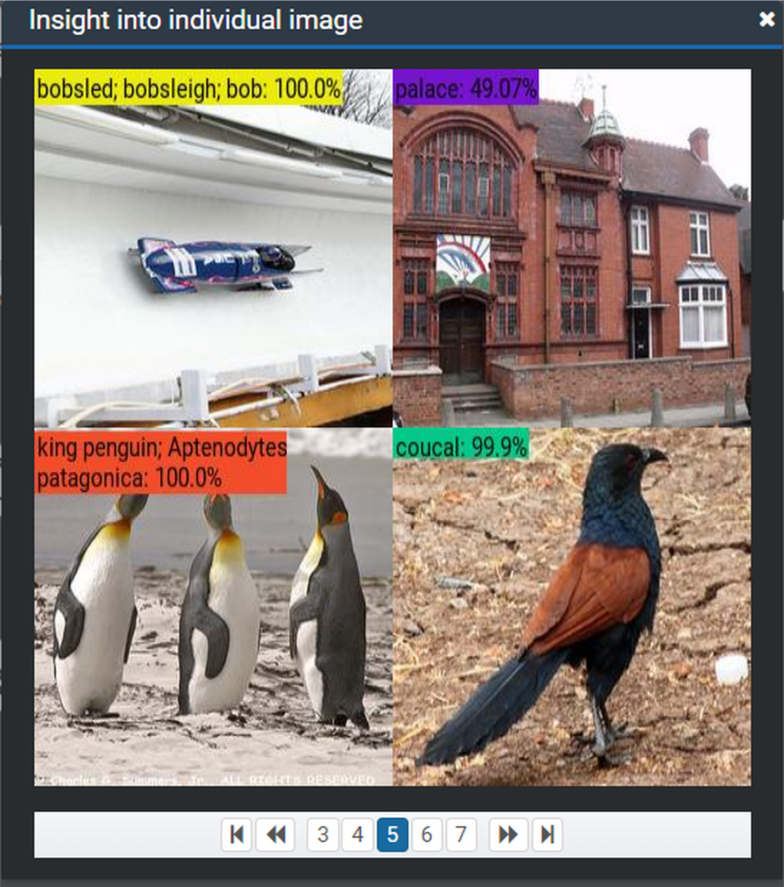 Insight into individual image
bobsled; bobsleigh; bob: 100.0%
palace: 49.07%
king penguin; Aptenodytes
patagonica: 100.0%
coucal: 99.9%
Charles G. Summers, Jr. ALL RIGHTS RESERVED
3 4 5 6 7